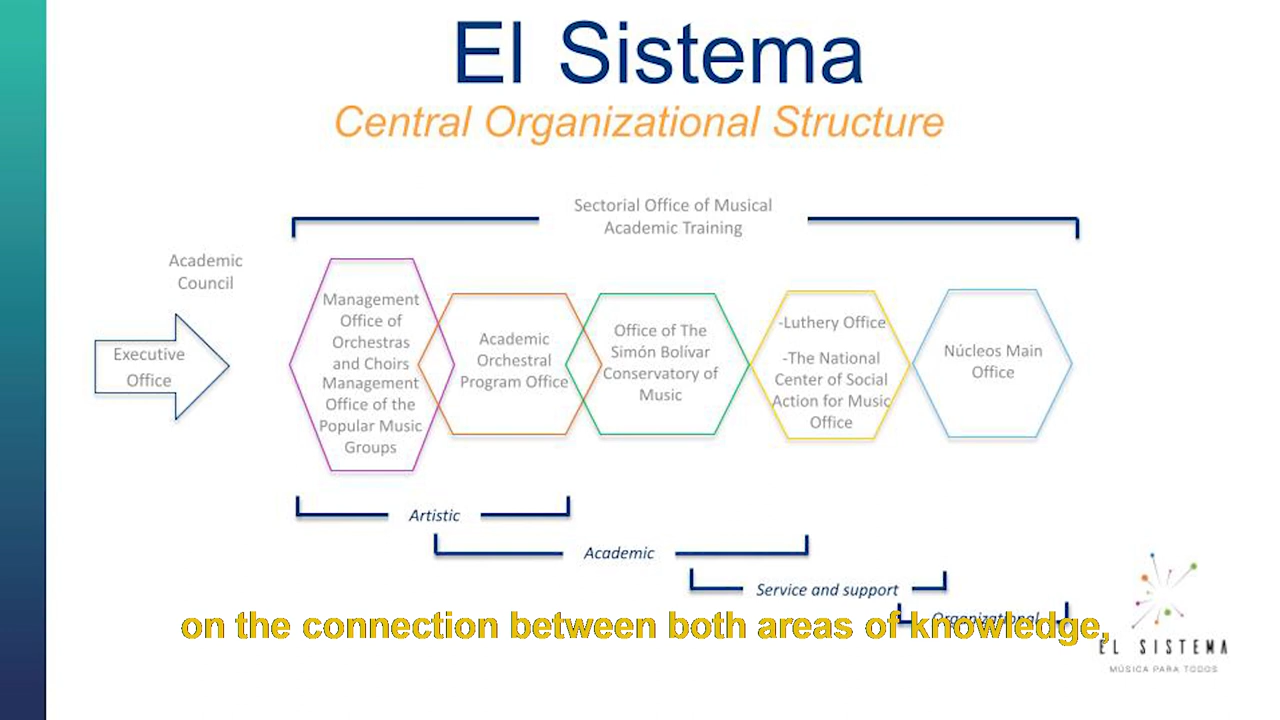 El Sistema
Central Organizational Structure
Sectorial Office of Musical
Academic Training
Academic
Council
Executive
Office
Management
Office of
Orchestras
and Choirs
Management
Office of the
Popular Music
Groups
Academic
Orchestral
Program Office
Office of The
Simón Bolívar
Conservatory of
Music
-Luthery Office
-The National
Center of Social
Action for Music
Office
Núcleos Main
Office
Artistic
Academic
Service and support
Organizational
on the connection between both areas of knowledge,
EL SISTEMA
MÚSICA PARA TODOS